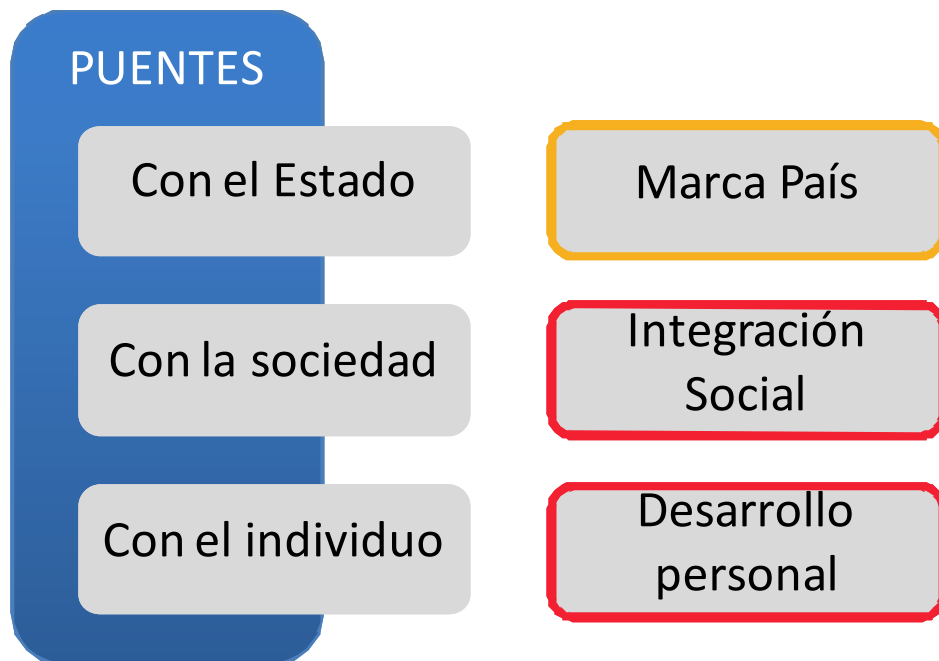 PUENTES
Con el Estado
Marca País
Con la sociedad
Integración
Social
Con el individuo
Desarrollo
personal